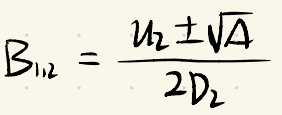 B₁,₂ = (u₂ ± √Δ) / (2D₂)